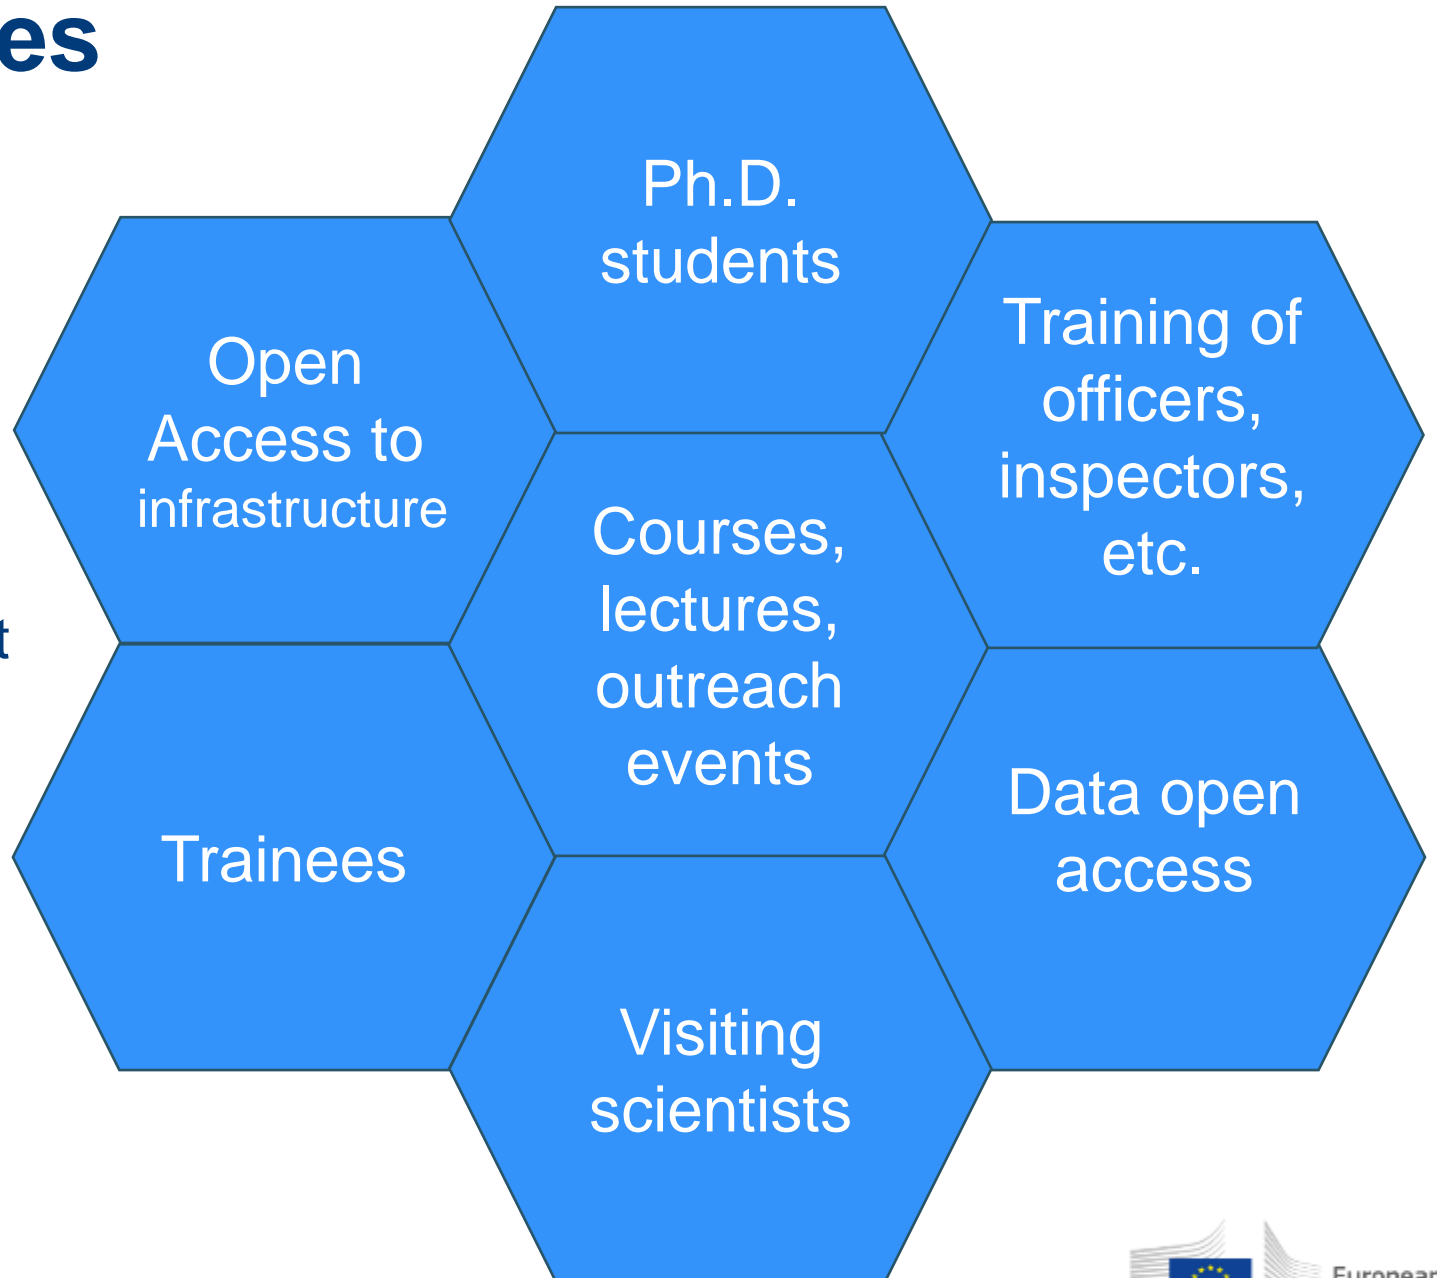 es
Ph.D.
students
Open
Access to
infrastructure
Training of
officers,
inspectors,
etc.
Courses,
lectures,
outreach
events
t
Trainees
Data open
access
Visiting
scientists
European